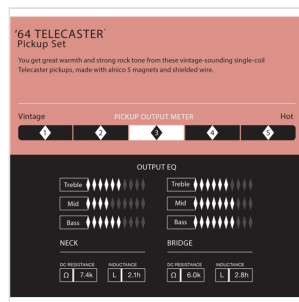 '64 TELECASTER®
Pickup Set
You get great warmth and strong rock tone from these vintage-sounding single-coil
Telecaster pickups, made with alnico 5 magnets and shielded wire.
Vintage PICKUP OUTPUT METER Hot
1 2 3 4 5
OUTPUT EQ
Treble Treble
Mid Mid
Bass Bass
NECK BRIDGE
DC RESISTANCE INDUCTANCE DC RESISTANCE INDUCTANCE
Ω 7.4k L 2.1h Ω 6.0k L 2.8h